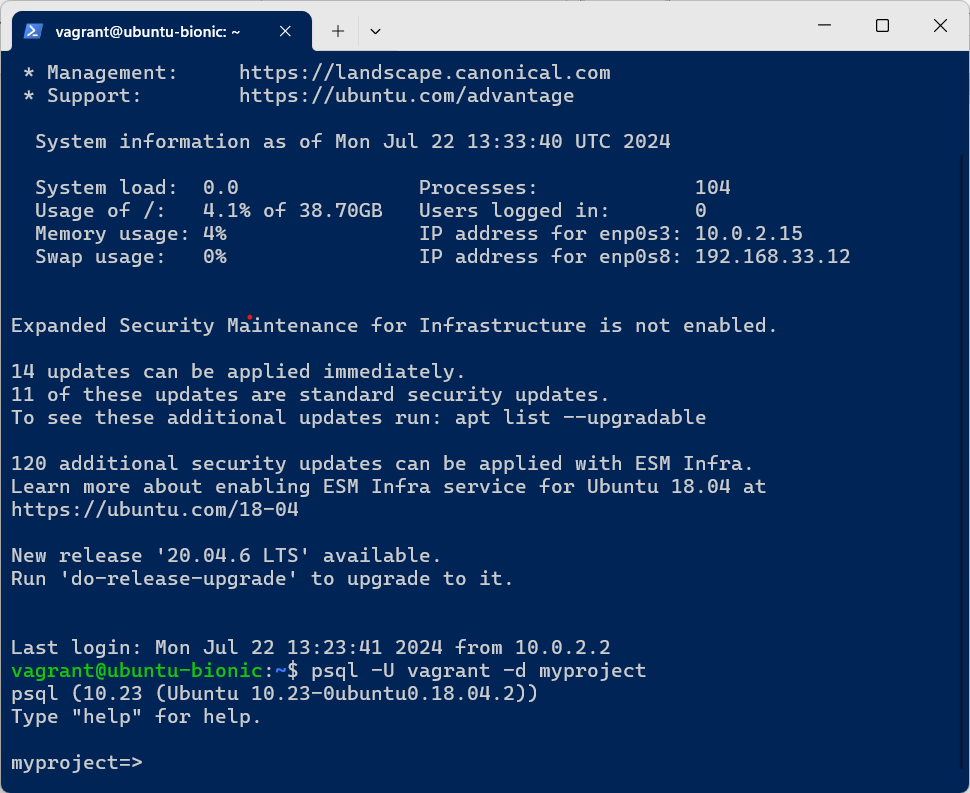 vagrant@ubuntu-bionic: ~
* Management:     https://landscape.canonical.com
* Support:        https://ubuntu.com/advantage
System information as of Mon Jul 22 13:33:40 UTC 2024
System load:  0.0               Processes:             104
Usage of /:   4.1% of 38.70GB   Users logged in:       0
Memory usage: 4%                IP address for enp0s3: 10.0.2.15
Swap usage:   0%                IP address for enp0s8: 192.168.33.12
Expanded Security Maintenance for Infrastructure is not enabled.
14 updates can be applied immediately.
11 of these updates are standard security updates.
To see these additional updates run: apt list --upgradable
120 additional security updates can be applied with ESM Infra.
Learn more about enabling ESM Infra service for Ubuntu 18.04 at
https://ubuntu.com/18-04
New release '20.04.6 LTS' available.
Run 'do-release-upgrade' to upgrade to it.
Last login: Mon Jul 22 13:23:41 2024 from 10.0.2.2
vagrant@ubuntu-bionic:~$ psql -U vagrant -d myproject
psql (10.23 (Ubuntu 10.23-0ubuntu0.18.04.2))
Type "help" for help.
myproject=>